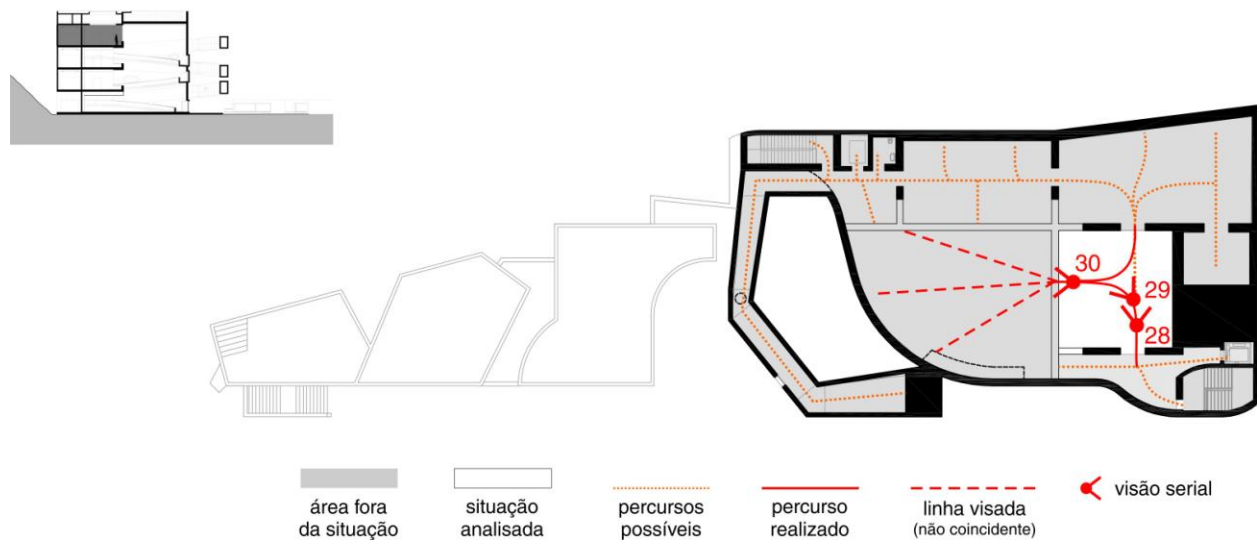 30
29
28
área fora
da situação
situação
analisada
percursos
possíveis
percurso
realizado
linha visada
(não coincidente)
visão serial